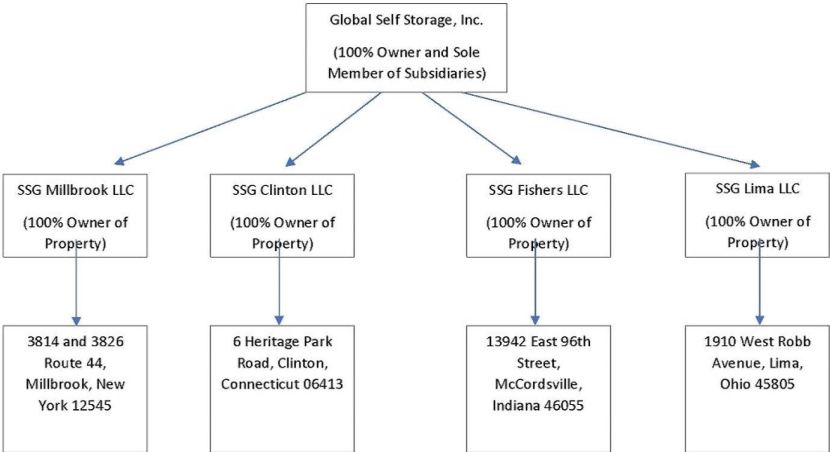 Global Self Storage, Inc.
(100% Owner and Sole
Member of Subsidiaries)
SSG Millbrook LLC
(100% Owner of
Property)
SSG Clinton LLC
(100% Owner of
Property)
SSG Fishers LLC
(100% Owner of
Property)
SSG Lima LLC
(100% Owner of
Property)
3814 and 3826
Route 44,
Millbrook, New
York 12545
6 Heritage Park
Road, Clinton,
Connecticut 06413
13942 East 96th
Street,
McCordsville,
Indiana 46055
1910 West Robb
Avenue, Lima,
Ohio 45805